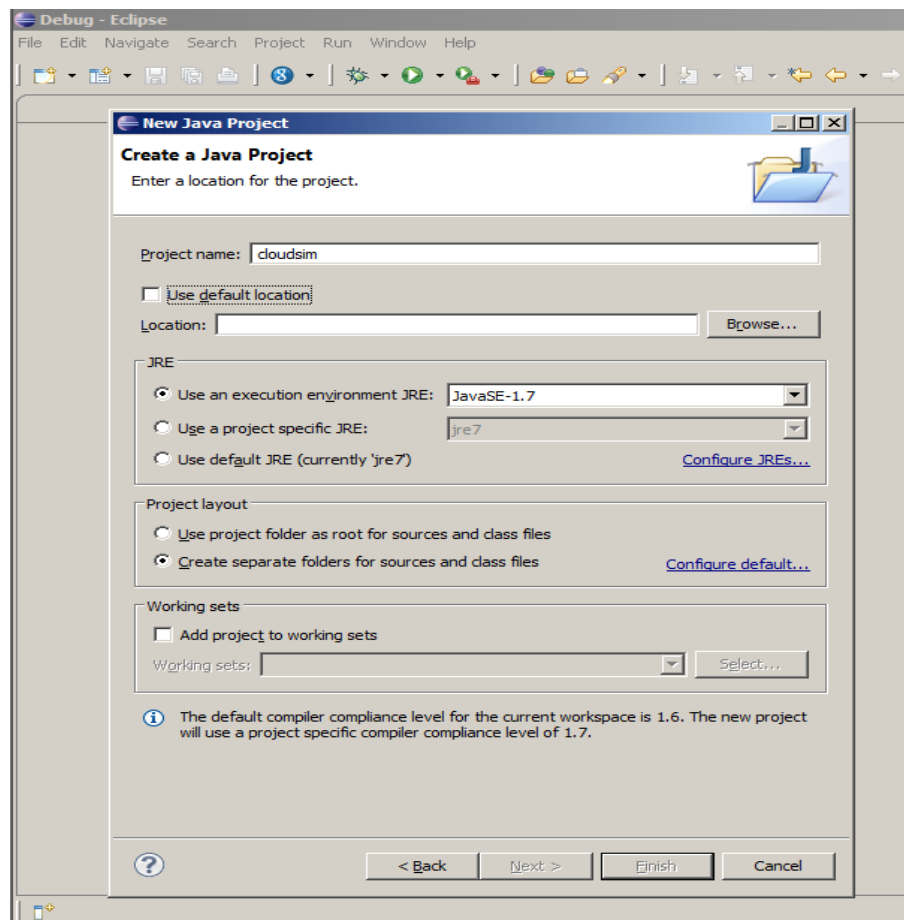 Debug - Eclipse
File Edit Navigate Search Project Run Window Help
8
New Java Project
Create a Java Project
Enter a location for the project.
Project name: cloudsim
Use default location
Location: Browse...
JRE
Use an execution environment JRE: JavaSE-1.7
Use a project specific JRE: jre7
Use default JRE (currently 'jre7') Configure JREs...
Project layout
Use project folder as root for sources and class files
Create separate folders for sources and class files Configure default...
Working sets
Add project to working sets
Working sets: Select...
The default compiler compliance level for the current workspace is 1.6. The new project
will use a project specific compiler compliance level of 1.7.
? < Back Next > Finish Cancel